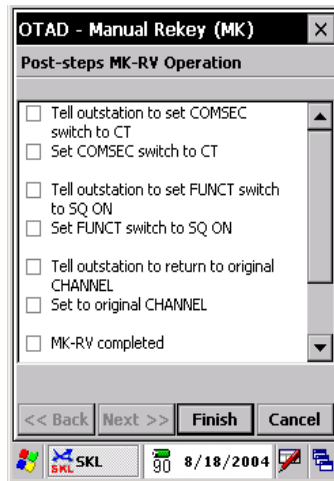 OTAD - Manual Rekey (MK)
Post-steps MK-RV Operation
Tell outstation to set COMSEC
switch to CT
Set COMSEC switch to CT
Tell outstation to set FUNCT switch
to SQ ON
Set FUNCT switch to SQ ON
Tell outstation to return to original
CHANNEL
Set to original CHANNEL
MK-RV completed
<< Back Next >> Finish Cancel
SKL SKL 90 8/18/2004